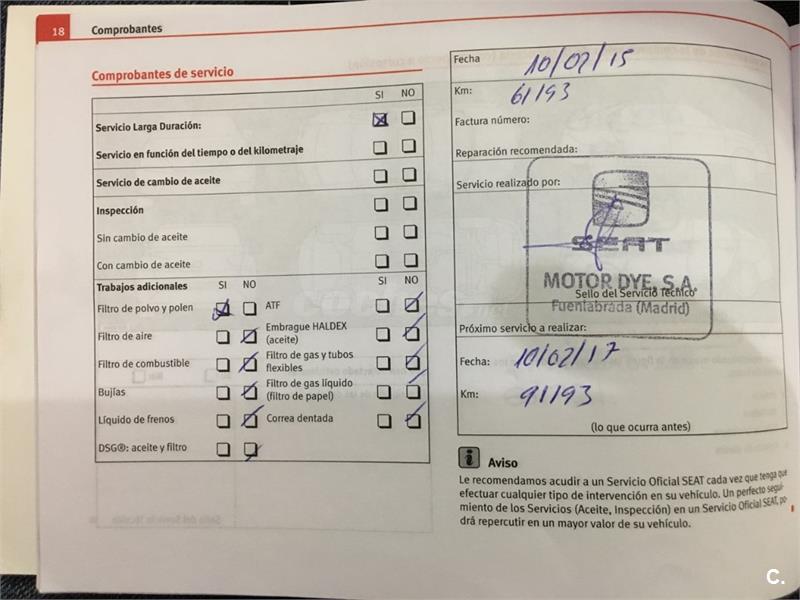 18
Comprobantes
Comprobantes de servicio
SI NO
Servicio Larga Duración:
Servicio en función del tiempo o del kilometraje
Servicio de cambio de aceite
Inspección
Sin cambio de aceite
Con cambio de aceite
Trabajos adicionales SI NO SI NO
Filtro de polvo y polen
ATF
Filtro de aire
Embrague HALDEX
(aceite)
Filtro de combustible
Filtro de gas y tubos
flexibles
Bujías
Filtro de gas líquido
(filtro de papel)
Líquido de frenos
Correa dentada
DSG®: aceite y filtro
Fecha 10/02/15
Km: 61193
Factura número:
Reparación recomendada:
Servicio realizado por:
SEAT
MOTOR DYE, S.A.
Sello del Servicio Técnico
Fuenlabrada (Madrid)
Próximo servicio a realizar:
Fecha: 10/02/17
Km: 91193
(lo que ocurra antes)
i Aviso
Le recomendamos acudir a un Servicio Oficial SEAT cada vez que tenga que
efectuar cualquier tipo de intervención en su vehículo. Un perfecto segui-
miento de los Servicios (Aceite, Inspección) en un Servicio Oficial SEAT, po-
drá repercutir en un mayor valor de su vehículo.
C.